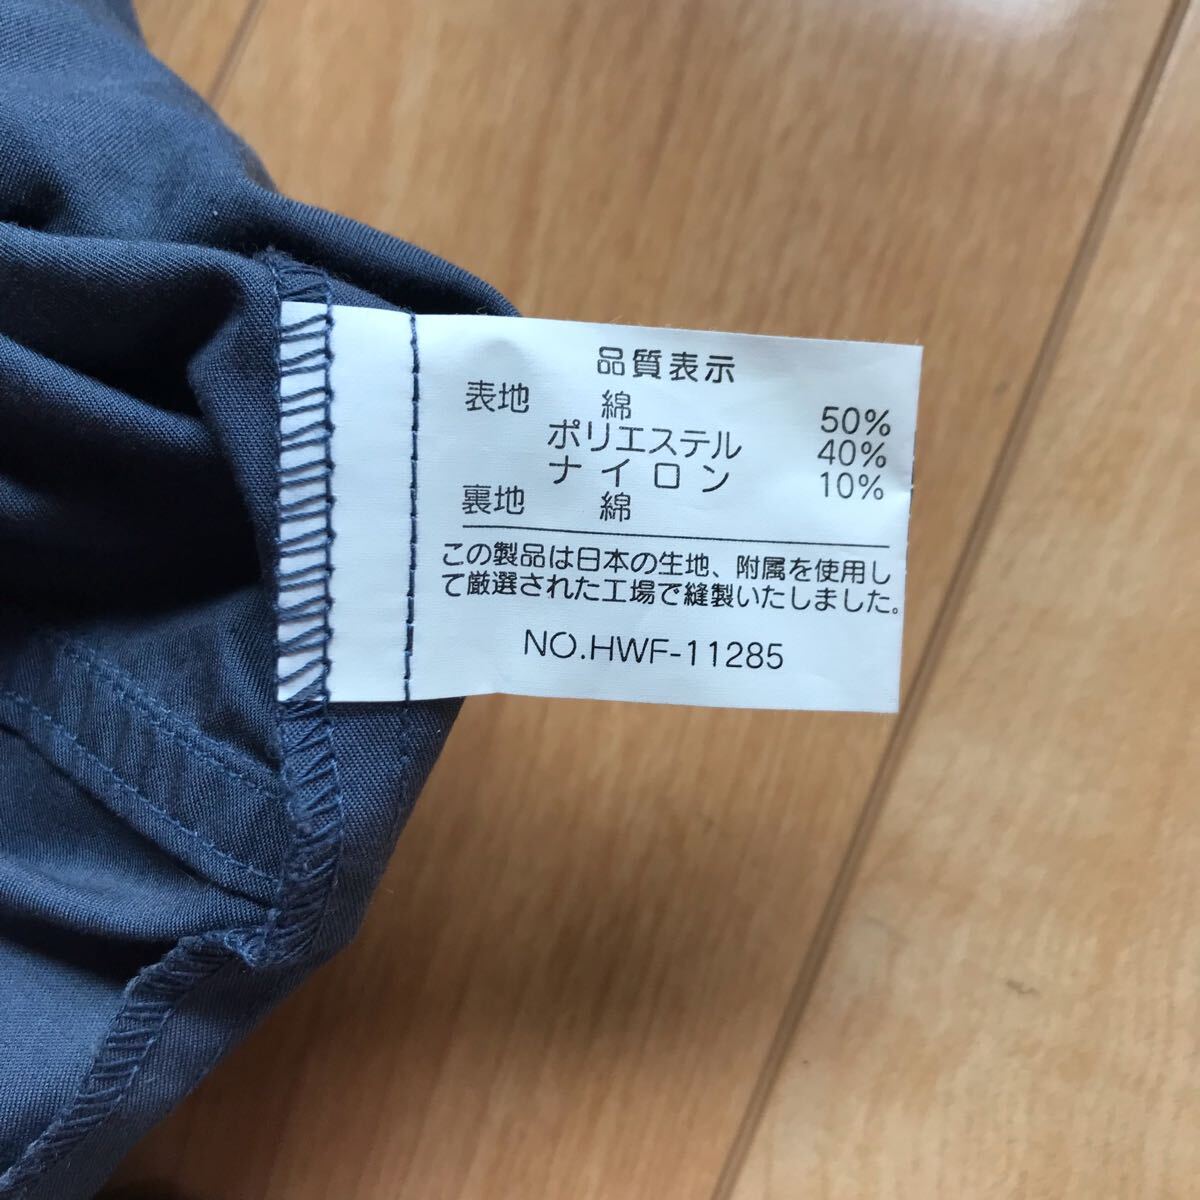 品質表示
表地 綿 50%
ポリエステル 40%
ナイロン 10%
裏地 綿
この製品は日本の生地、附属を使用し
て厳選された工場で縫製いたしました。
NO.HWF-11285